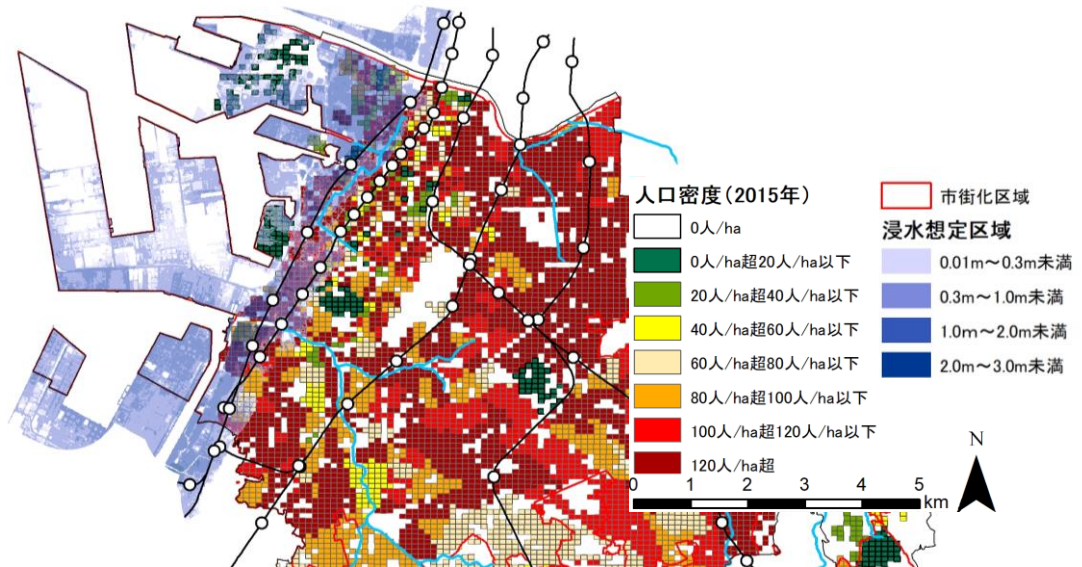 人口密度(2015年)
0人/ha
0人/ha超20人/ha以下
20人/ha超40人/ha以下
40人/ha超60人/ha以下
60人/ha超80人/ha以下
80人/ha超100人/ha以下
100人/ha超120人/ha以下
120人/ha超
市街化区域
浸水想定区域
0.01m～0.3m未満
0.3m～1.0m未満
1.0m～2.0m未満
2.0m～3.0m未満
N
0 1 2 3 4 5
km